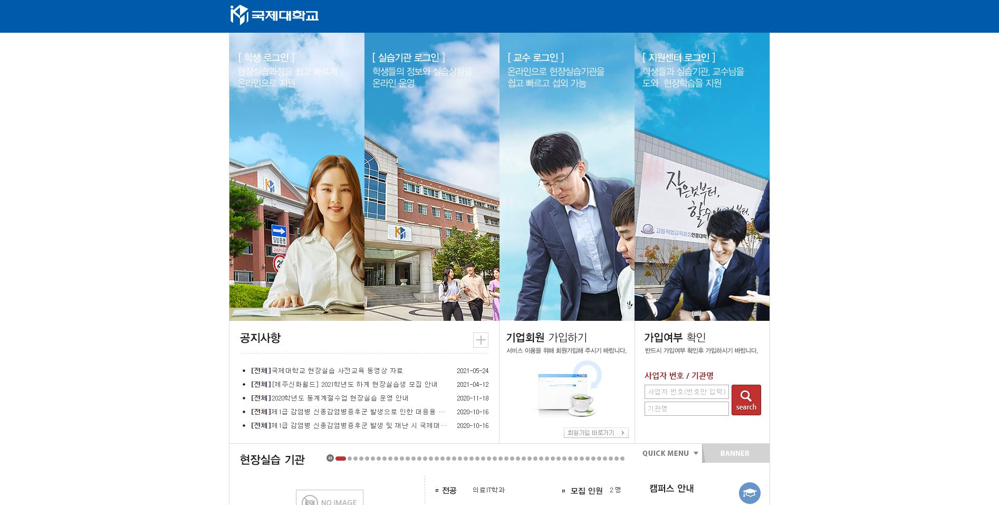 국제대학교
[ 학생 로그인 ]
현장실습과정을 쉽고 빠르게
온라인으로 지원
[ 실습기관 로그인 ]
학생들의 정보와 실습상황을
온라인 운영
[ 교수 로그인 ]
온라인으로 현장실습기관을
쉽고 빠르고 섭외 가능
[ 지원센터 로그인 ]
학생들과 실습기관, 교수님을
도와 현장학습을 지원
일방통행
작은것부터,
할수
고등직업교육품질인증대학
공지사항
[전체]국제대학교 현장실습 사전교육 동영상 자료 2021-05-24
[전체][제주신화월드] 2021학년도 하계 현장실습생 모집 안내 2021-04-12
[전체]2020학년도 동계계절수업 현장실습 운영 안내 2020-11-18
[전체]제1급 감염병 신종감염병증후군 발생으로 인한 대응용 … 2020-10-16
[전체]제1급 감염병 신종감염병증후군 발생 및 재난 시 국제대… 2020-10-16
기업회원 가입하기
서비스 이용을 위해 회원가입해 주시기 바랍니다.
회원가입 바로가기
가입여부 확인
반드시 가입여부 확인후 가입하시기 바랍니다.
사업자 번호 / 기관명
사업자 번호(번호만 입력)
기관명
search
현장실습 기관
QUICK MENU
BANNER
NO IMAGE
전공 의료IT학과
모집 인원 2 명
캠퍼스 안내